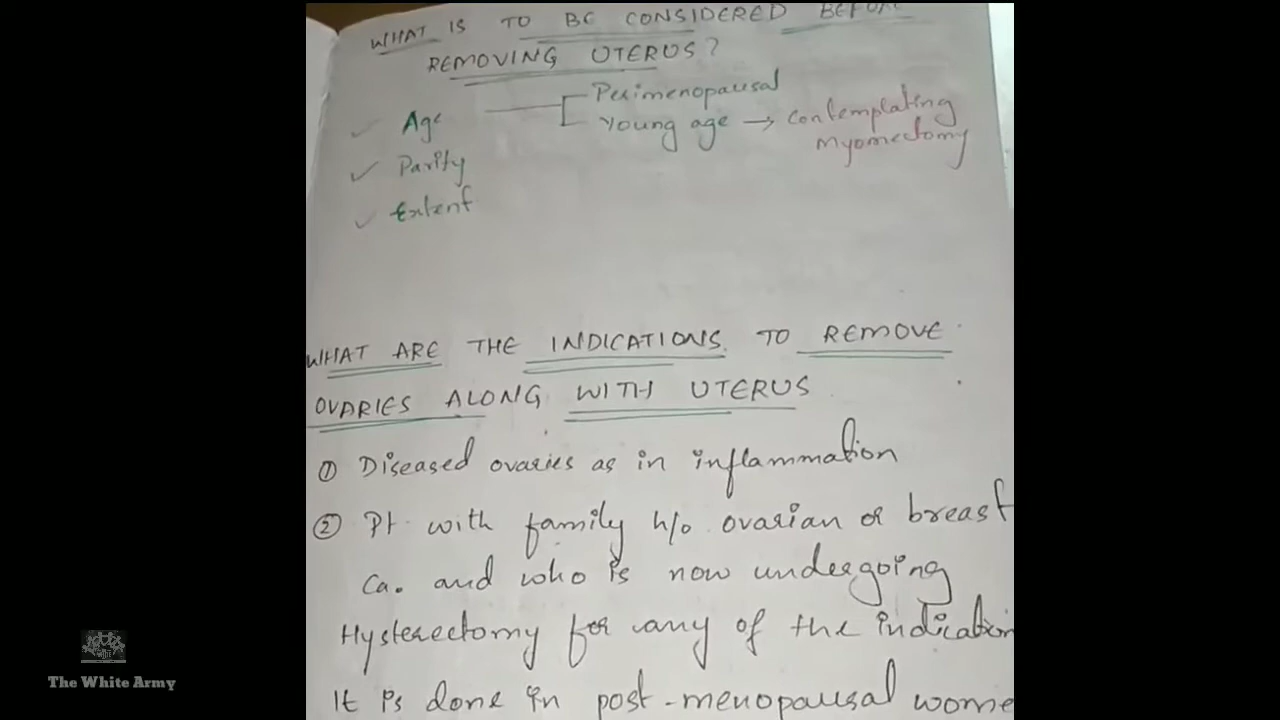 WHAT IS TO BE CONSIDERED BEFORE
REMOVING UTERUS?
Age
Perimenopausal
Young age → Contemplating
Myomectomy
Parity
Extent
WHAT ARE THE INDICATIONS TO REMOVE
OVARIES ALONG WITH UTERUS
① Diseased ovaries as in inflammation
② Pt. with family h/o ovarian or breast
Ca. and who is now undergoing
Hysterectomy for any of the indication
It is done in post-menopausal wome
The White Army